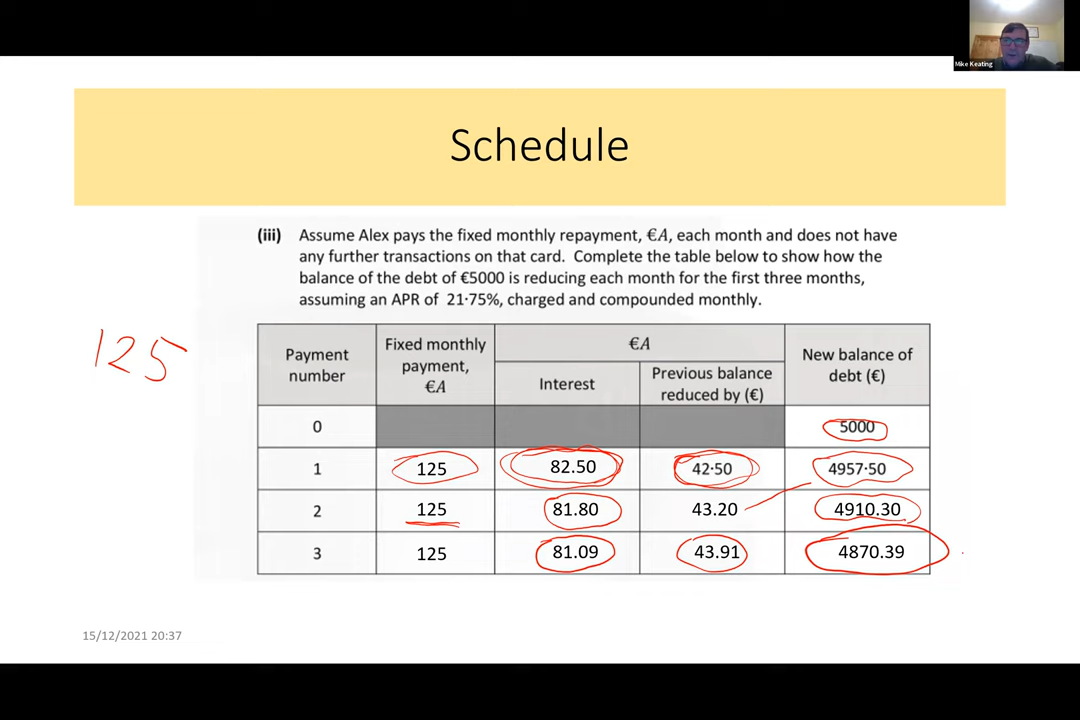 Mike Keating
Schedule
(iii) Assume Alex pays the fixed monthly repayment, €A, each month and does not have
any further transactions on that card. Complete the table below to show how the
balance of the debt of €5000 is reducing each month for the first three months,
assuming an APR of 21·75%, charged and compounded monthly.
125
Payment number
Fixed monthly payment, €A
€A
Interest
Previous balance reduced by (€)
New balance of debt (€)
0 5000
1 125 82.50 42·50 4957·50
2 125 81.80 43.20 4910.30
3 125 81.09 43.91 4870.39
15/12/2021 20:37